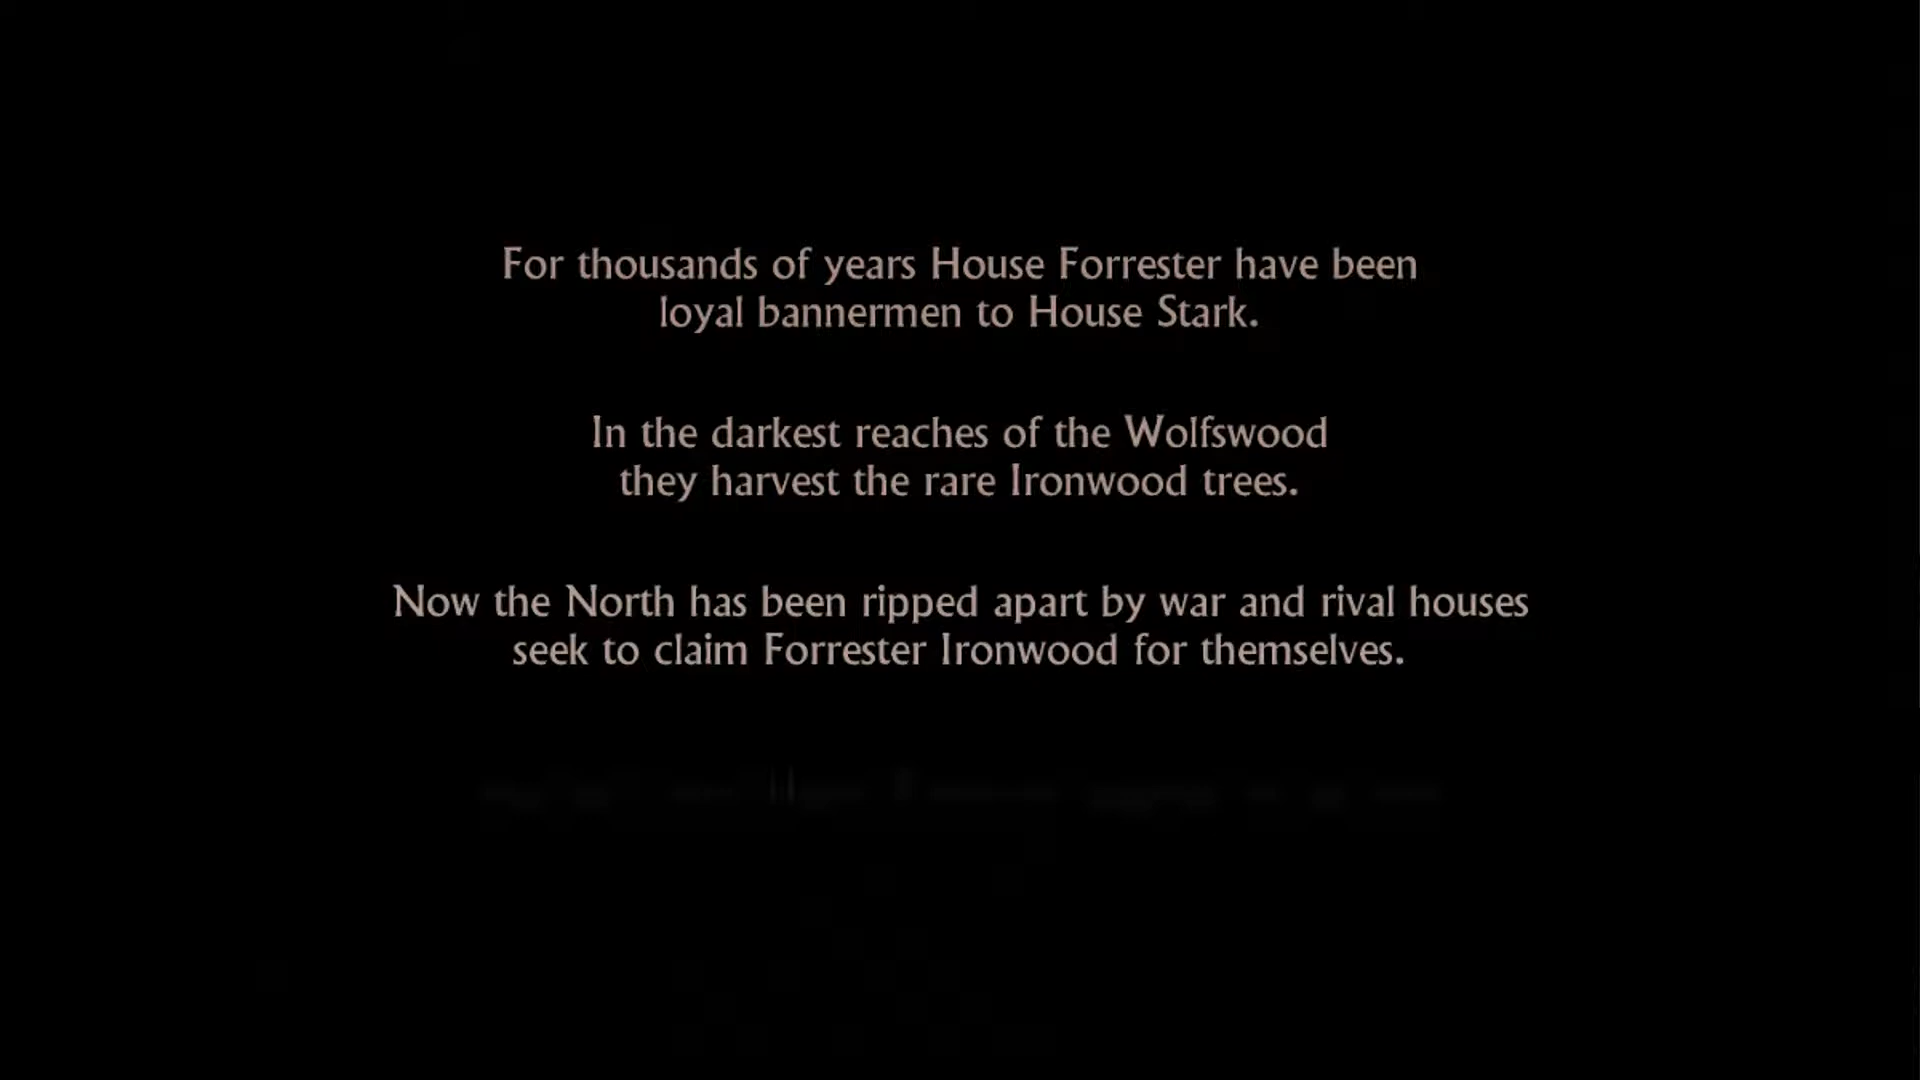 For thousands of years House Forrester have been
loyal bannermen to House Stark.
In the darkest reaches of the Wolfswood
they harvest the rare Ironwood trees.
Now the North has been ripped apart by war and rival houses
seek to claim Forrester Ironwood for themselves.